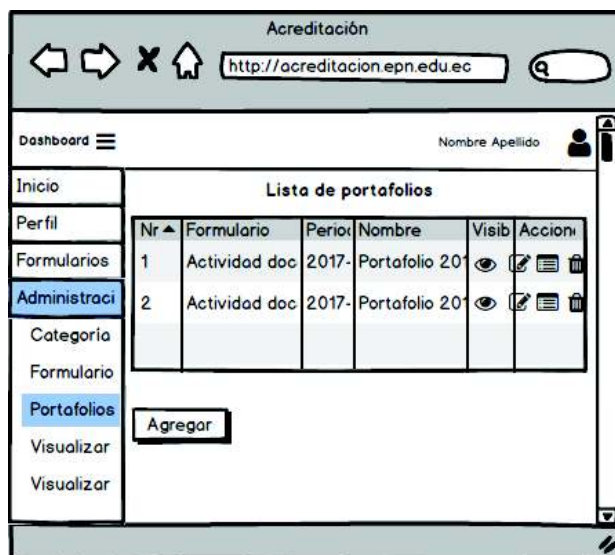 Acreditación
http://acreditacion.epn.edu.ec
Dashboard
Nombre Apellido
Inicio
Perfil
Formularios
Administraci
Categoría
Formulario
Portafolios
Visualizar
Visualizar
Lista de portafolios
Nr Formulario Perioc Nombre Visib Accion
1 Actividad doc 2017- Portafolio 201
2 Actividad doc 2017- Portafolio 201
Agregar